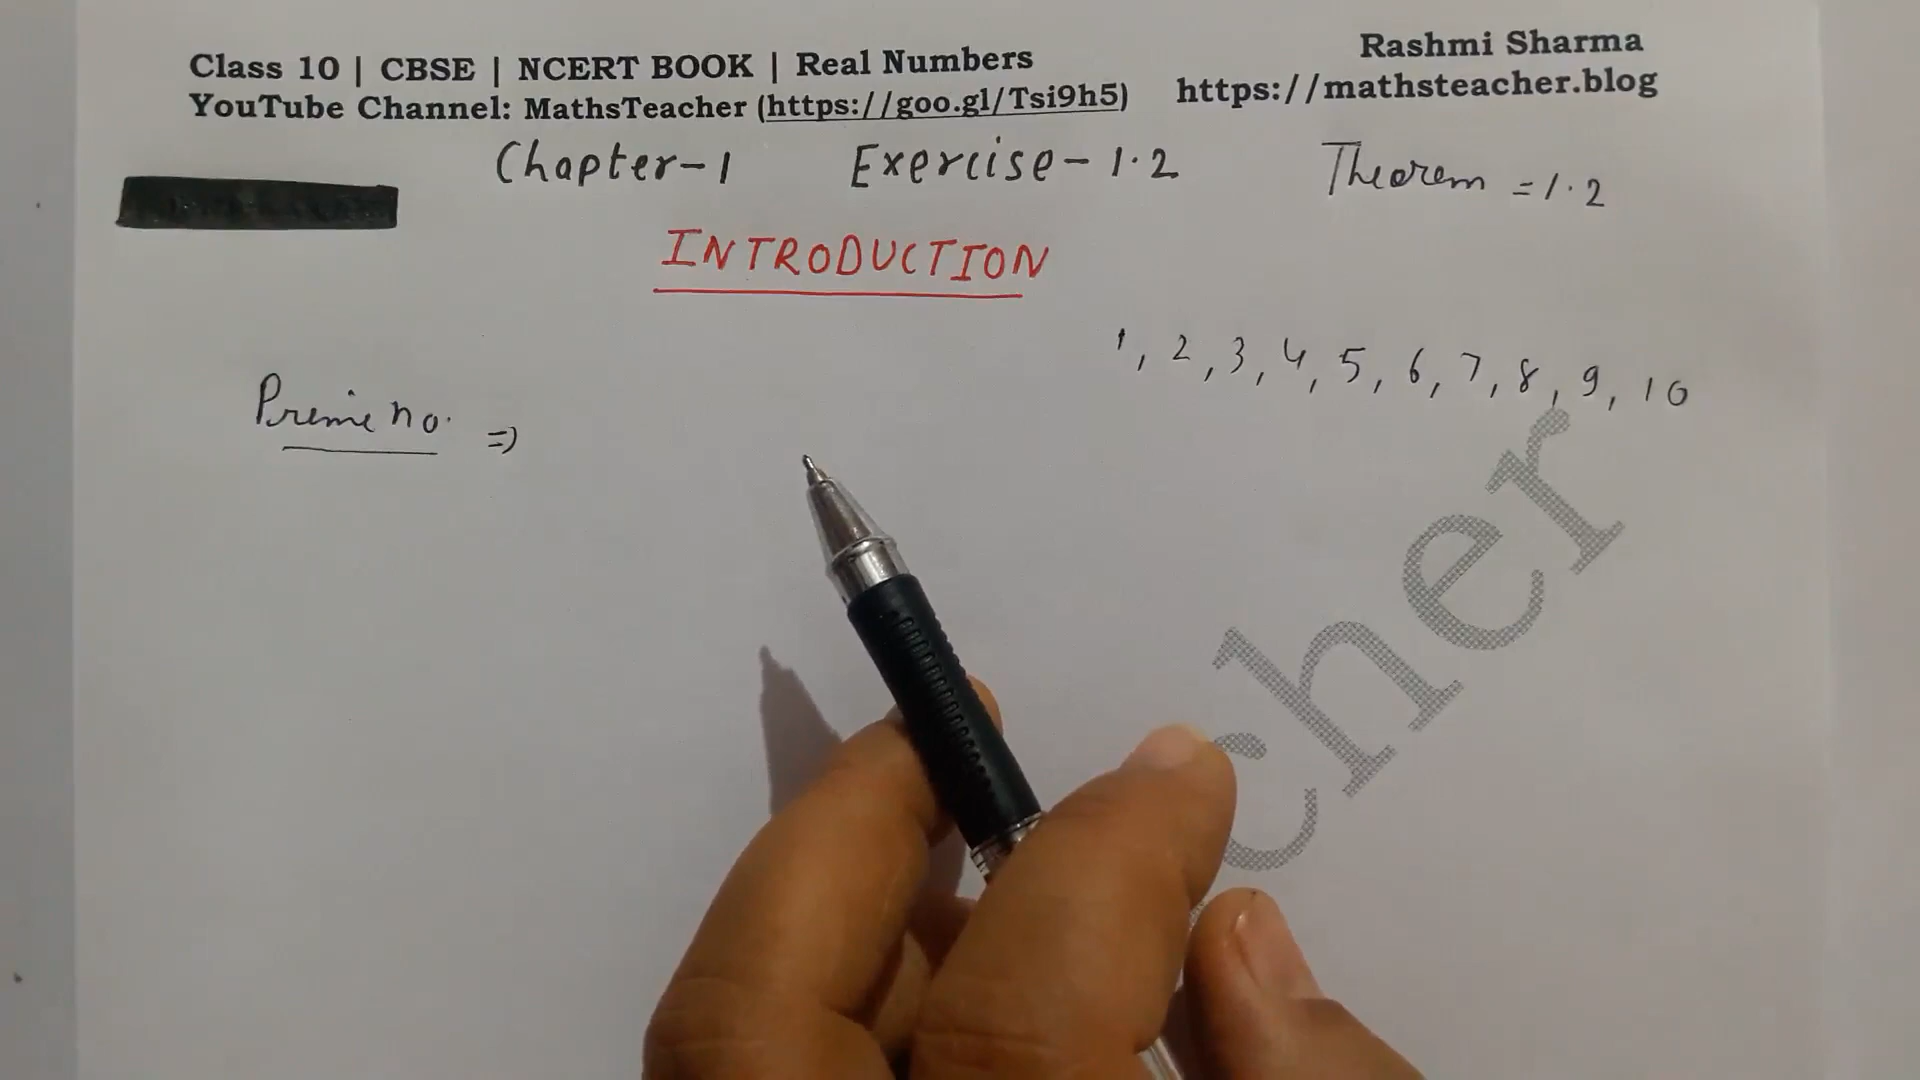 Class 10 | CBSE | NCERT BOOK | Real Numbers
Rashmi Sharma
YouTube Channel: MathsTeacher (https://goo.gl/Tsi9h5)
https://mathsteacher.blog
Chapter-1 Exercise-1.2 Theorem =1.2
INTRODUCTION
1, 2, 3, 4, 5, 6, 7, 8, 9, 10
Prime no. =)
cher